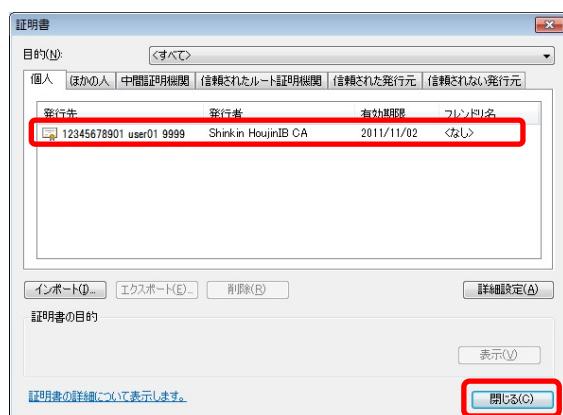 証明書
目的(N): <すべて>
個人 ほかの人 中間証明機関 信頼されたルート証明機関 信頼された発行元 信頼されない発行元
発行先 発行者 有効期限 フレンドリ名
12345678901 user01 9999 Shinkin HoujinIB CA 2011/11/02 <なし>
インポート(I)... エクスポート(E)... 削除(R) 詳細設定(A)
証明書の目的
表示(V)
証明書の詳細について表示します。
閉じる(C)